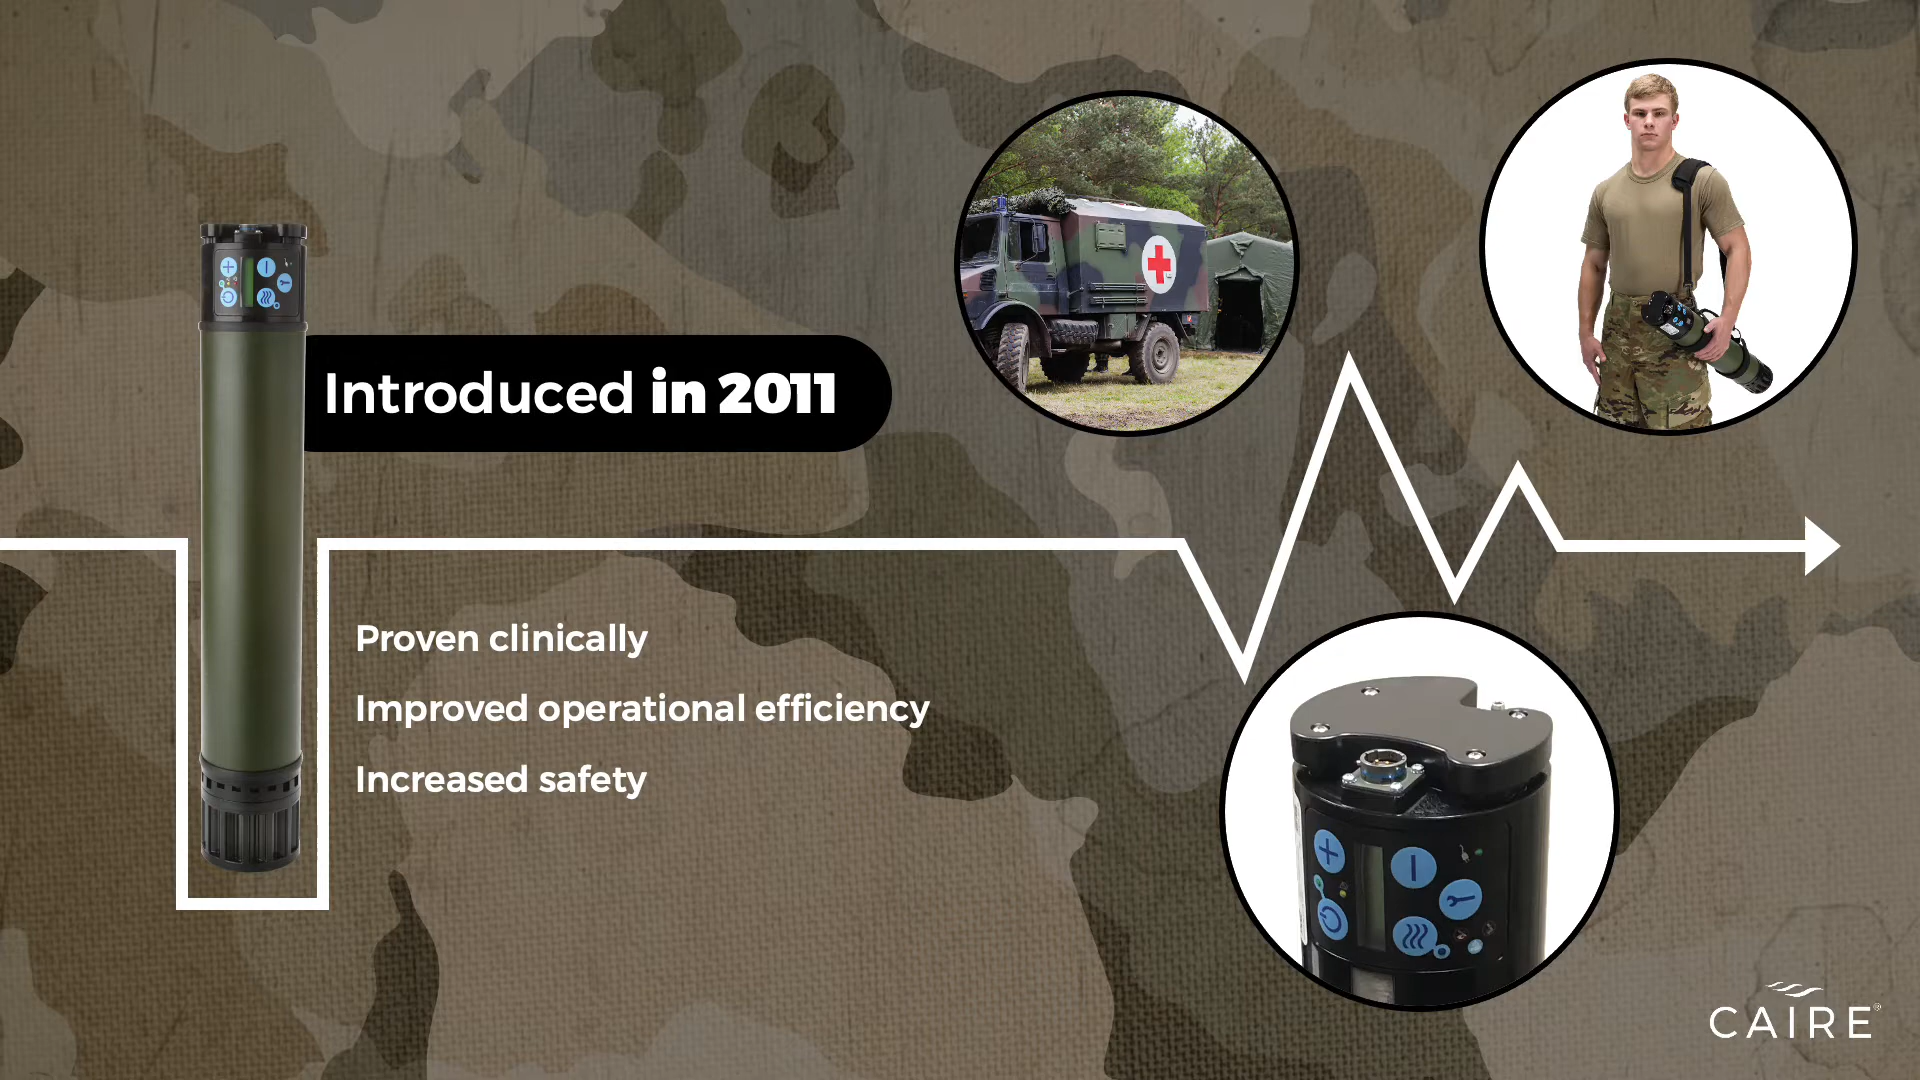 Introduced in 2011
Proven clinically
Improved operational efficiency
Increased safety
CAIRE®